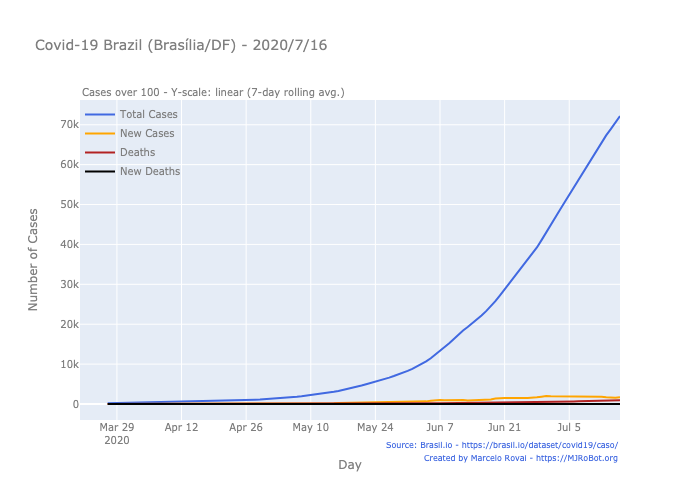 Covid-19 Brazil (Brasília/DF) - 2020/7/16
Cases over 100 - Y-scale: linear (7-day rolling avg.)
Total Cases
New Cases
Deaths
New Deaths
70k
60k
50k
40k
30k
20k
10k
0
Number of Cases
Mar 29
2020
Apr 12
Apr 26
May 10
May 24
Jun 7
Jun 21
Jul 5
Day
Source: Brasil.io - https://brasil.io/dataset/covid19/caso/
Created by Marcelo Rovai - https://MJRoBot.org